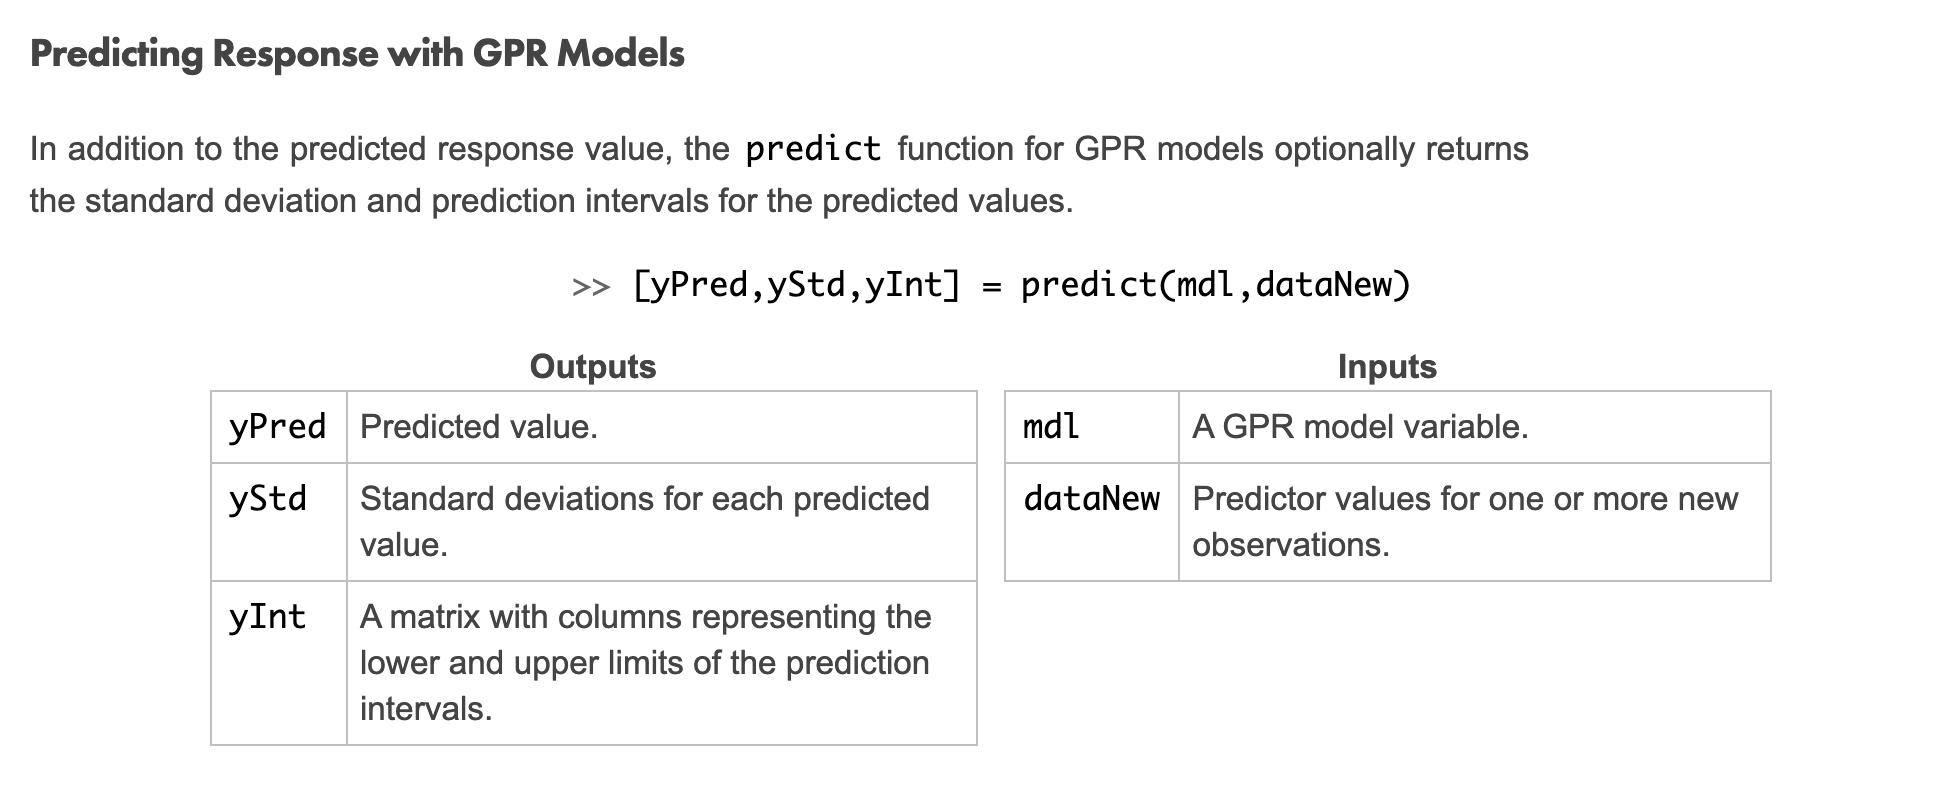 Predicting Response with GPR Models
In addition to the predicted response value, the predict function for GPR models optionally returns
the standard deviation and prediction intervals for the predicted values.
>> [yPred,yStd,yInt] = predict(mdl,dataNew)
Outputs
yPred Predicted value.
yStd Standard deviations for each predicted
value.
yInt A matrix with columns representing the
lower and upper limits of the prediction
intervals.
Inputs
mdl A GPR model variable.
dataNew Predictor values for one or more new
observations.